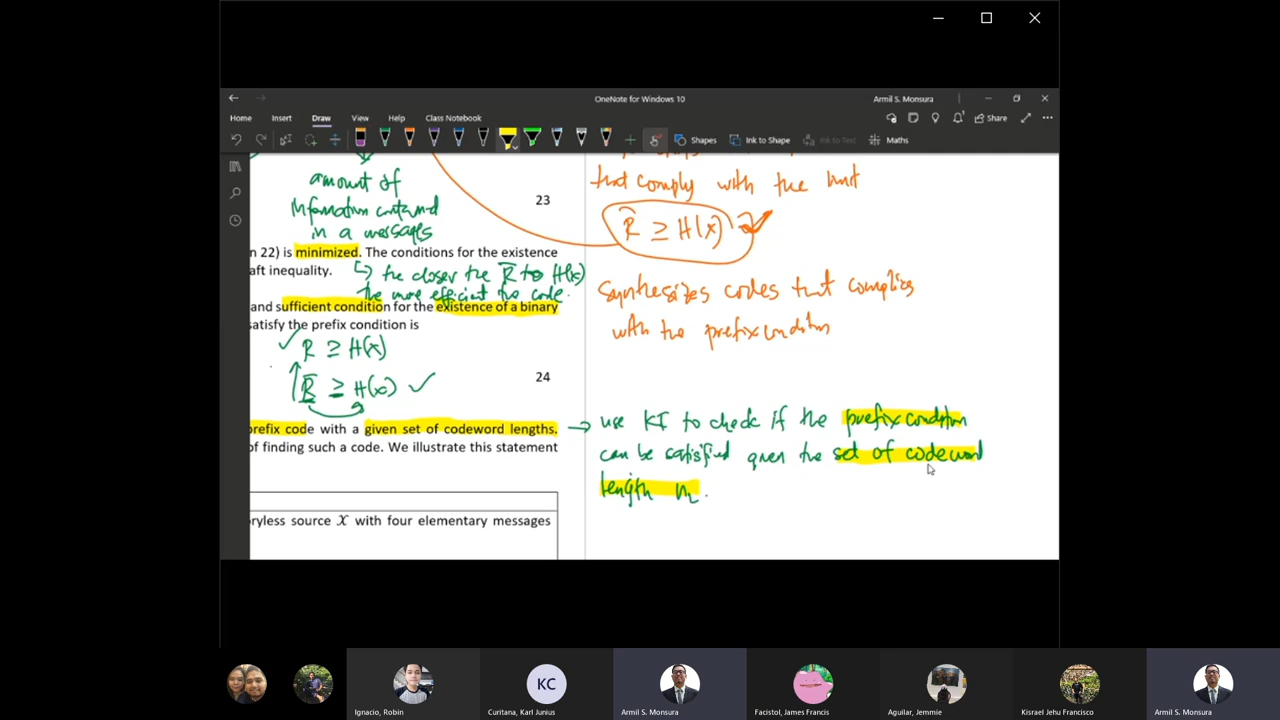 OneNote for Windows 10
Armil S. Monsura
Home Insert Draw View Help Class Notebook
Share
Shapes
Ink to Shape
Ink to Text
Maths
amount of
information contained
in a messages
23
n 22) is minimized. The conditions for the existence
aft inequality.
↳ the closer the R̅ to H(x)
the more efficient the code.
and sufficient condition for the existence of a binary
atisfy the prefix condition is
✓ R ≥ H(x)
R̅ ≥ H(x) ✓
24
prefix code with a given set of codeword lengths.
of finding such a code. We illustrate this statement
ryless source X with four elementary messages
that comply with the limit
R̅ ≥ H(x)
synthesizes codes that complies
with the prefix condition
→ use KI to check if the prefix condition
can be satisfied given the set of codeword
length
Ignacio, Robin
KC
Curitana, Karl Junius
Armil S. Monsura
Facistol, James Francis
Aguilar, Jemmie
Kisrael Jehu Francisco
Armil S. Monsura